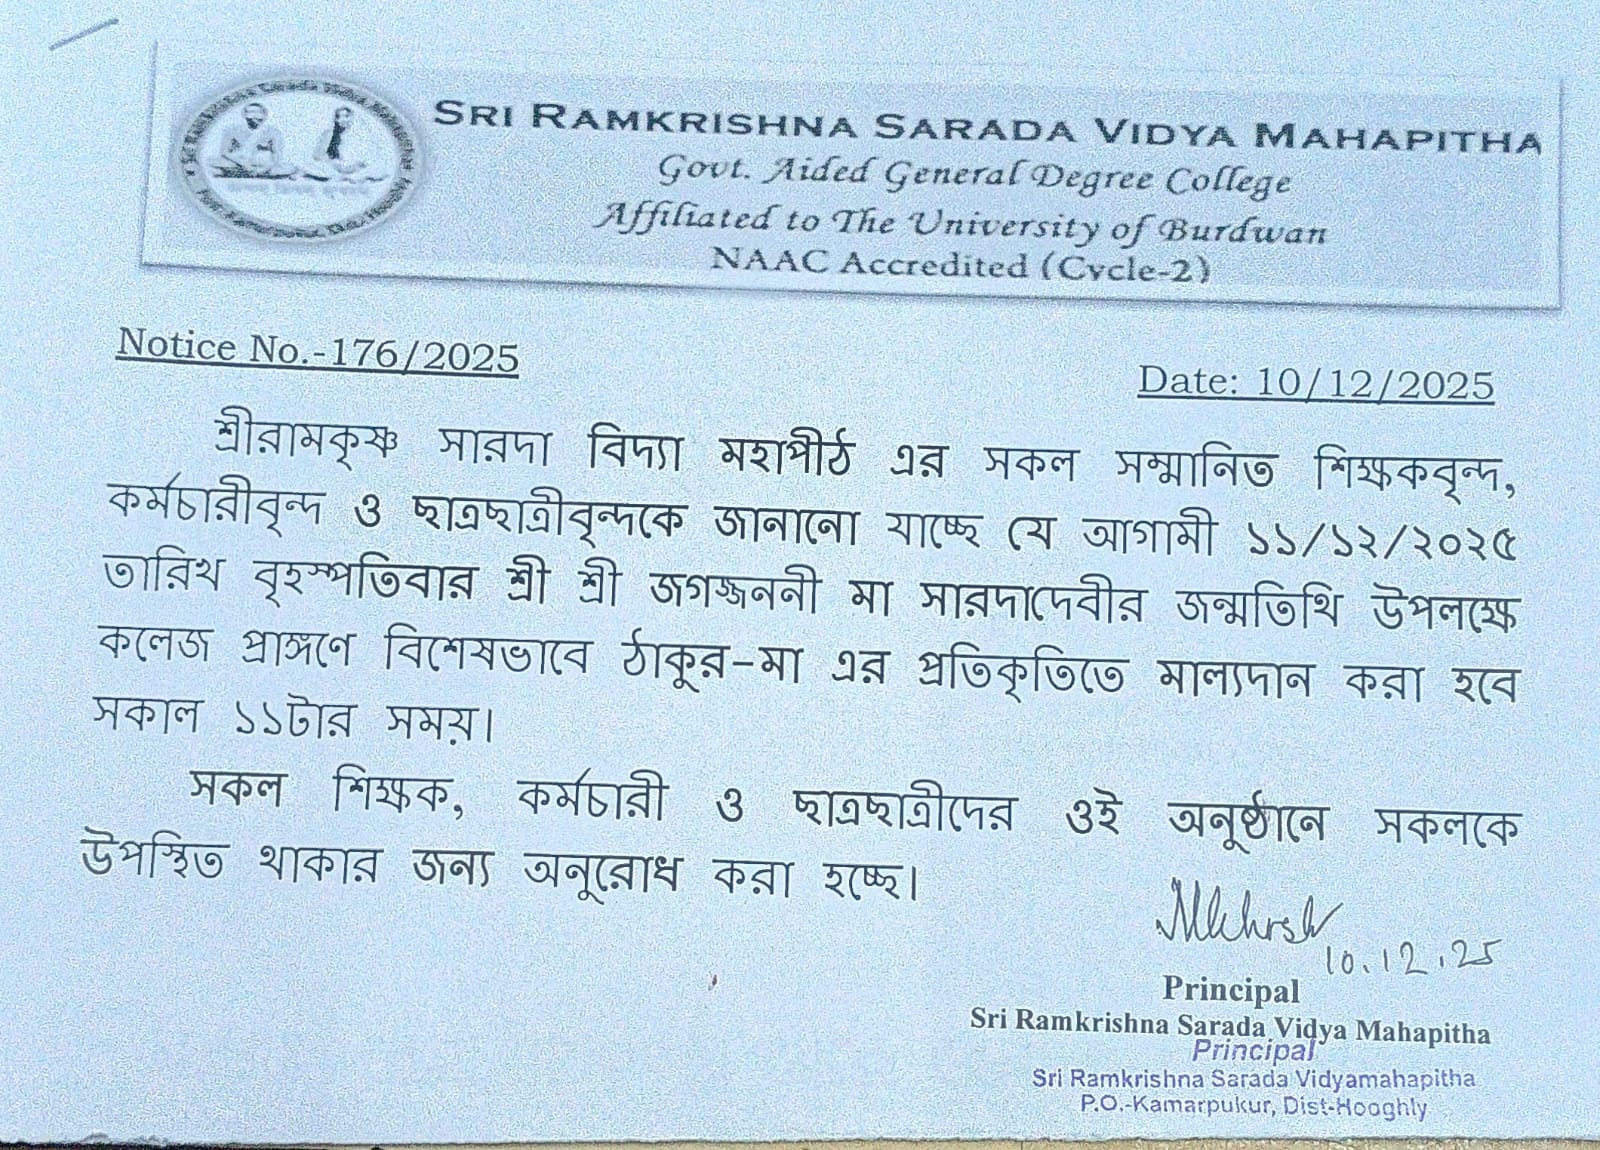 SRI RAMKRISHNA SARADA VIDYA MAHAPITHA
Govt. Aided General Degree College
Affiliated to The University of Burdwan
NAAC Accredited (Cycle-2)
Notice No.-176/2025
Date: 10/12/2025
শ্রীরামকৃষ্ণ সারদা বিদ্যা মহাপীঠ এর সকল সম্মানিত শিক্ষকবৃন্দ,
কর্মচারীবৃন্দ ও ছাত্রছাত্রীবৃন্দকে জানানো যাচ্ছে যে আগামী ১১/১২/২০২৫
তারিখ বৃহস্পতিবার শ্রী শ্রী জগজ্জননী মা সারদাদেবীর জন্মতিথি উপলক্ষে
কলেজ প্রাঙ্গণে বিশেষভাবে ঠাকুর-মা এর প্রতিকৃতিতে মাল্যদান করা হবে
সকাল ১১টার সময়।
সকল শিক্ষক, কর্মচারী ও ছাত্রছাত্রীদের ওই অনুষ্ঠানে সকলকে
উপস্থিত থাকার জন্য অনুরোধ করা হচ্ছে।
10.12.25
Principal
Sri Ramkrishna Sarada Vidya Mahapitha
Principal
Sri Ramkrishna Sarada Vidyamahapitha
P.O.-Kamarpukur, Dist-Hooghly